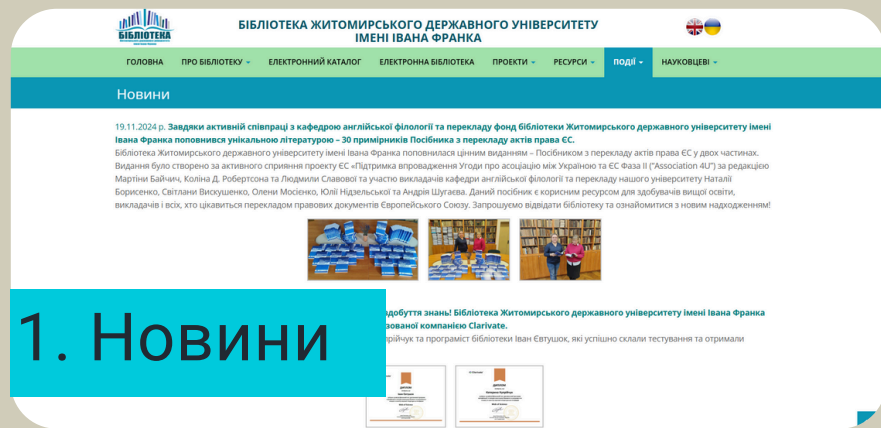 БІБЛІОТЕКА
БІБЛІОТЕКА ЖИТОМИРСЬКОГО ДЕРЖАВНОГО УНІВЕРСИТЕТУ
ІМЕНІ ІВАНА ФРАНКА
ГОЛОВНА ПРО БІБЛІОТЕКУ ЕЛЕКТРОННИЙ КАТАЛОГ ЕЛЕКТРОННА БІБЛІОТЕКА ПРОЕКТИ РЕСУРСИ ПОДІЇ НАУКОВЦЕВІ
Новини
19.11.2024 р. Завдяки активній співпраці з кафедрою англійської філології та перекладу фонд бібліотеки Житомирського державного університету імені
Івана Франка поповнився унікальною літературою – 30 примірників Посібника з перекладу актів права ЄС.
Бібліотека Житомирського державного університету імені Івана Франка поповнилася цінним виданням – Посібником з перекладу актів права ЄС у двох частинах.
Видання було створено за активного сприяння проекту ЄС «Підтримка впровадження Угоди про асоціацію між Україною та ЄС Фаза II ("Association 4U") за редакцією
Мартіни Байчич, Коліна Д. Робертсона та Людмили Славової та участю викладачів кафедри англійської філології та перекладу нашого університету Наталії
Борисенко, Світлани Вискушенко, Олени Мосієнко, Юлії Нідзельської та Андрія Шугаєва. Даний посібник є корисним ресурсом для здобувачів вищої освіти,
викладачів і всіх, хто цікавиться перекладом правових документів Європейського Союзу. Запрошуємо відвідати бібліотеку та ознайомитися з новим надходженням!
1. Новини
здобуття знань! Бібліотека Житомирського державного університету імені Івана Франка
зованої компанією Clarivate.
прійчук та програміст бібліотеки Іван Євтушок, які успішно склали тестування та отримали